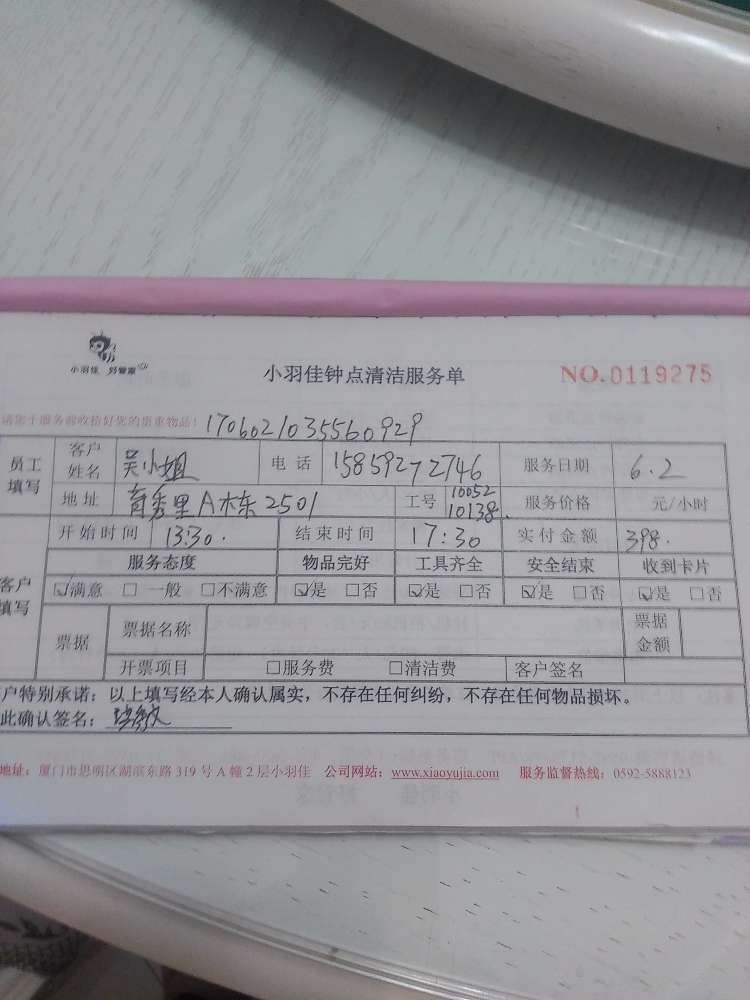 小羽佳 好管家
小羽佳钟点清洁服务单
NO.0119275
请您于服务前收拾好您的贵重物品！1706021035560929
员工填写 客户姓名 吴小姐 电话 15859272746 服务日期 6.2
地址 育秀里A栋2501 工号 10052 10138. 服务价格 元/小时
开始时间 13:30. 结束时间 17:30 实付金额 398.
客户填写 服务态度 物品完好 工具齐全 安全结束 收到卡片
☑满意 □一般 □不满意 ☑是 □否 ☑是 □否 ☑是 □否 ☑是 □否
票据 票据名称 票据金额
开票项目 □服务费 □清洁费 客户签名
户特别承诺：以上填写经本人确认属实，不存在任何纠纷，不存在任何物品损坏。
此确认签名：
地址：厦门市思明区湖滨东路 319 号 A 幢 2 层小羽佳 公司网站：www.xiaoyujia.com 服务监督热线：0592-5888123